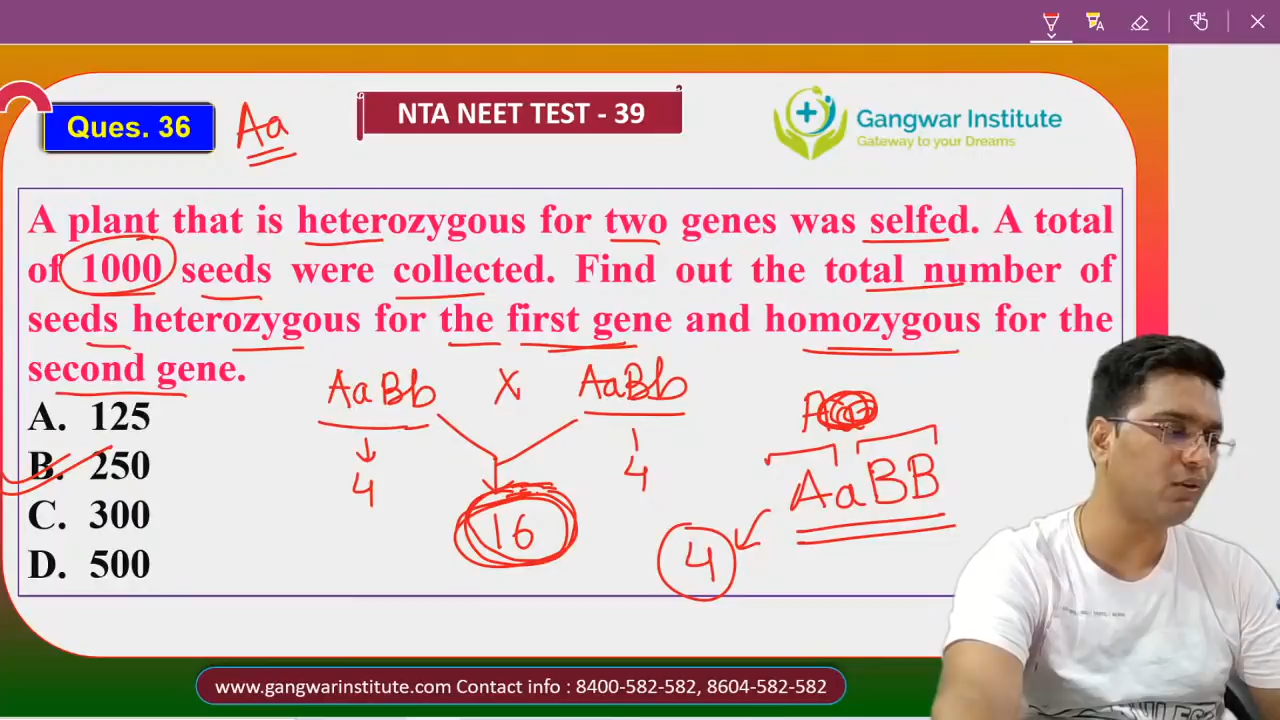 Ques. 36
Aa
NTA NEET TEST - 39
Gangwar Institute
Gateway to your Dreams
A plant that is heterozygous for two genes was selfed. A total
of 1000 seeds were collected. Find out the total number of
seeds heterozygous for the first gene and homozygous for the
second gene.
A. 125
B. 250
C. 300
D. 500
AaBb X AaBb
4
4
16
AaBB
4
www.gangwarinstitute.com Contact info : 8400-582-582, 8604-582-582